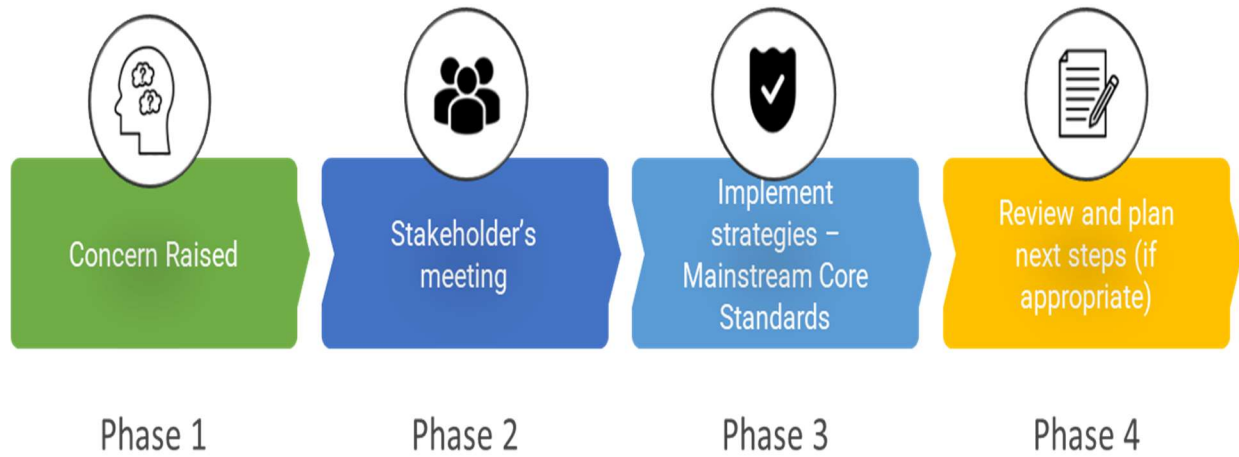 Concern Raised
Stakeholder’s
meeting
Implement
strategies –
Mainstream Core
Standards
Review and plan
next steps (if
appropriate)
Phase 1
Phase 2
Phase 3
Phase 4